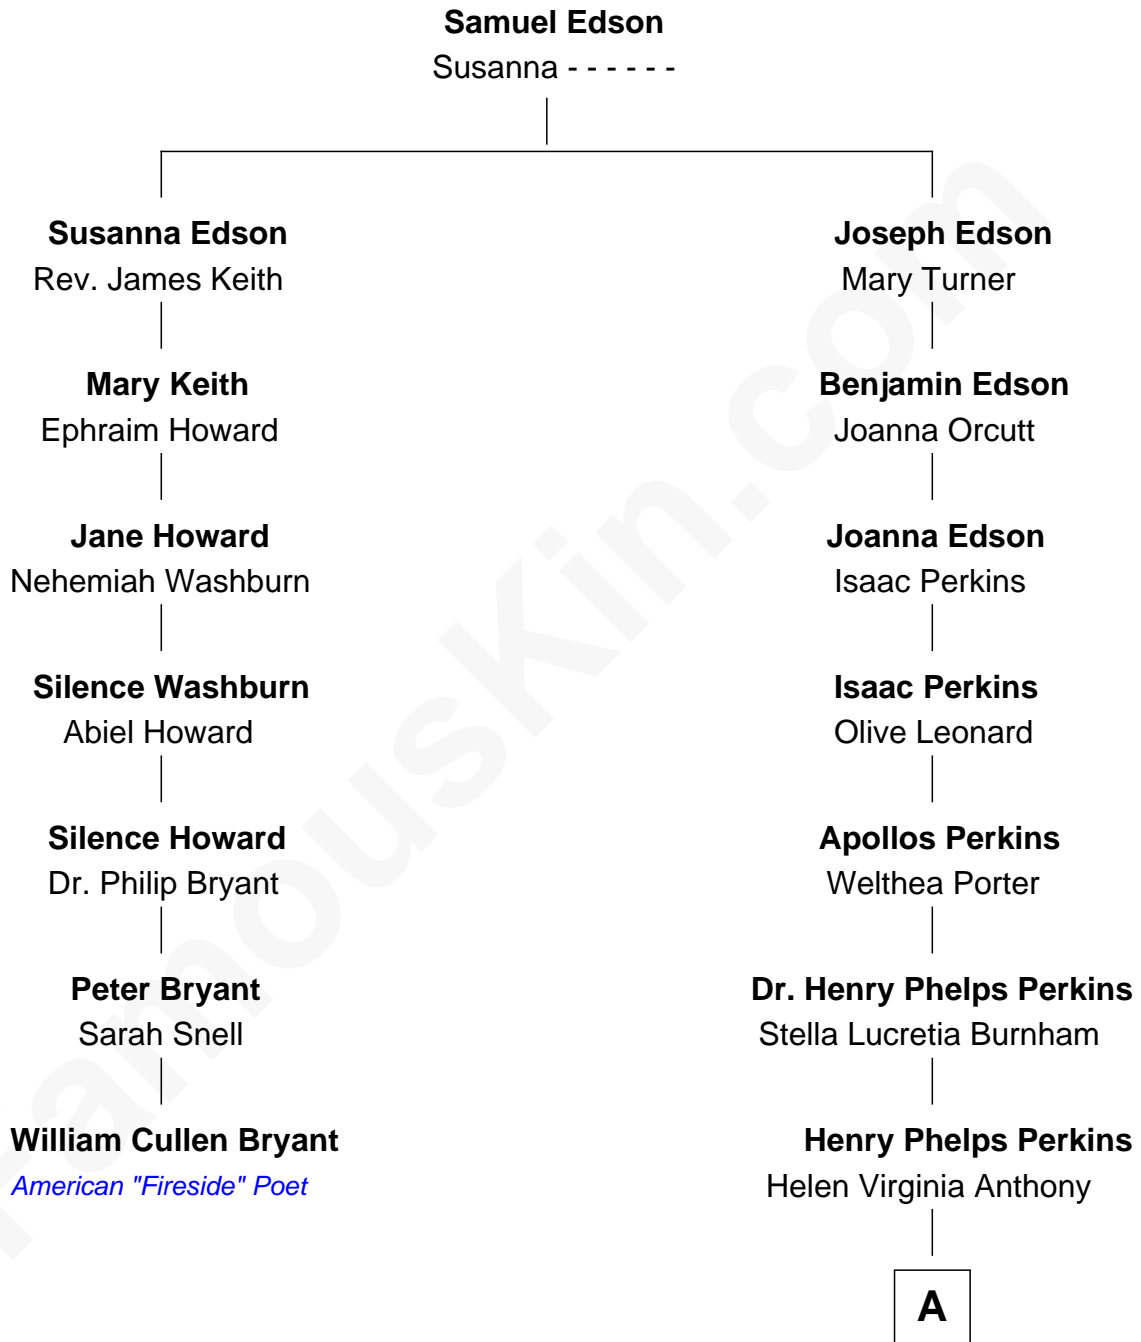 Samuel Edson
Susanna - - - - - -
Susanna Edson
Rev. James Keith
Joseph Edson
Mary Turner
Mary Keith
Ephraim Howard
Benjamin Edson
Joanna Orcutt
Jane Howard
Nehemiah Washburn
Joanna Edson
Isaac Perkins
Silence Washburn
Abiel Howard
Isaac Perkins
Olive Leonard
Silence Howard
Dr. Philip Bryant
Apollos Perkins
Welthea Porter
Peter Bryant
Sarah Snell
Dr. Henry Phelps Perkins
Stella Lucretia Burnham
William Cullen Bryant
American "Fireside" Poet
Henry Phelps Perkins
Helen Virginia Anthony
A
FamousKin.com